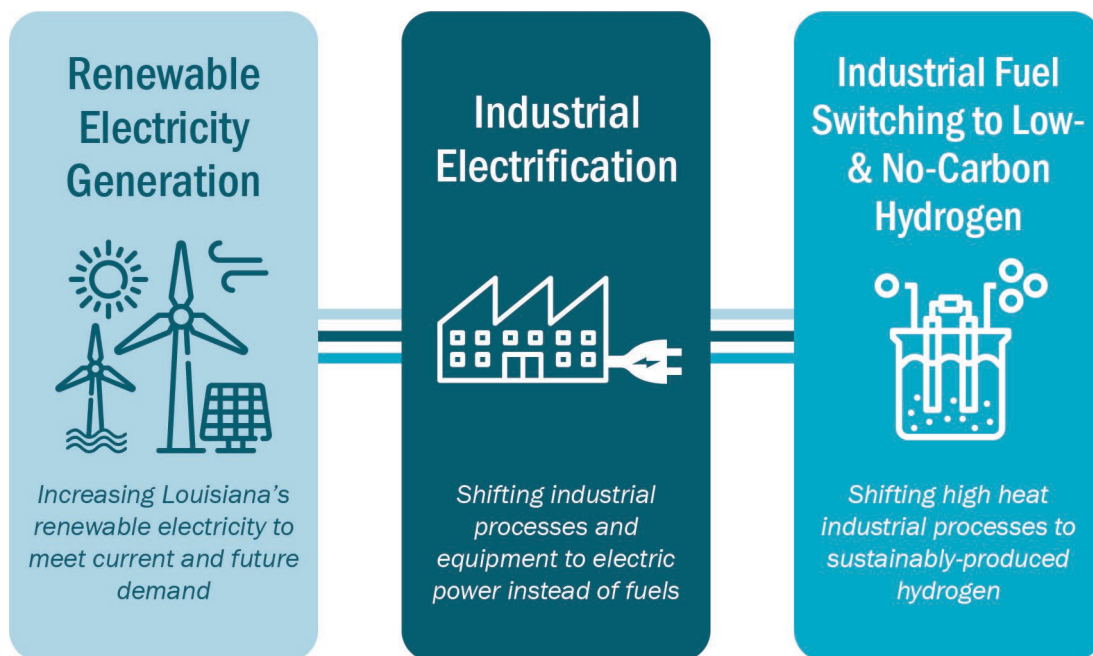 Renewable
Electricity
Generation
Increasing Louisiana's
renewable electricity to
meet current and future
demand
Industrial
Electrification
Shifting industrial
processes and
equipment to electric
power instead of fuels
Industrial Fuel
Switching to Low-
& No-Carbon
Hydrogen
Shifting high heat
industrial processes to
sustainably-produced
hydrogen